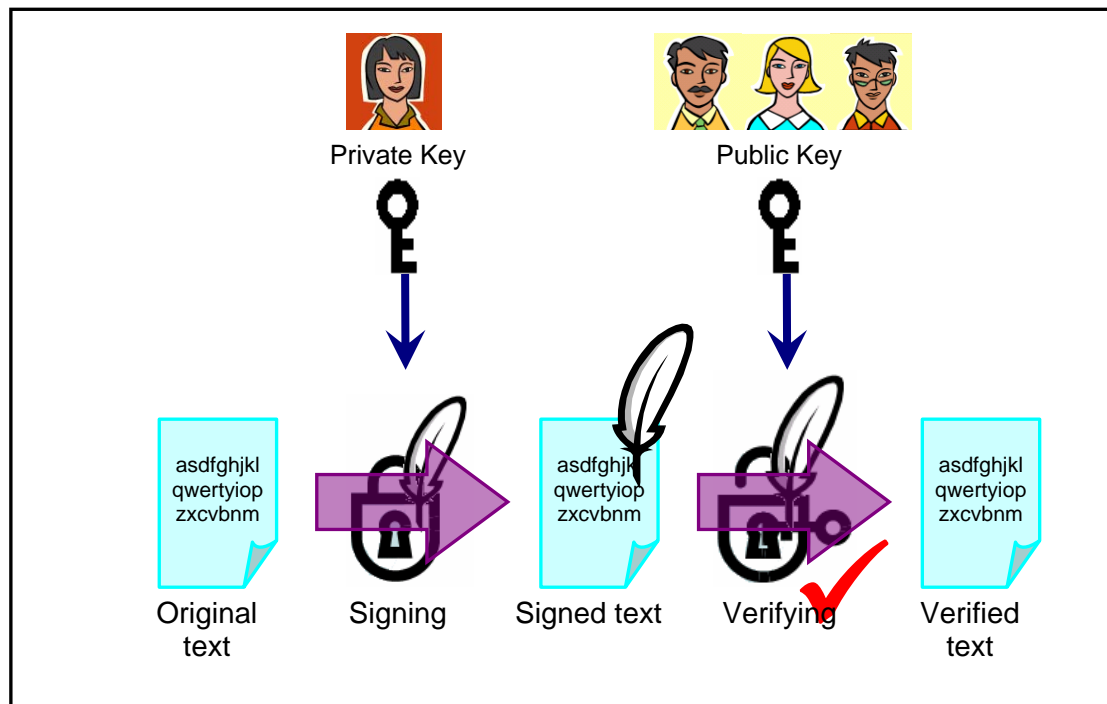 Private Key
Public Key
asdfghjkl
qwertyiop
zxcvbnm
asdfghjkl
qwertyiop
zxcvbnm
asdfghjkl
qwertyiop
zxcvbnm
Original
text
Signing
Signed text
Verifying
Verified
text